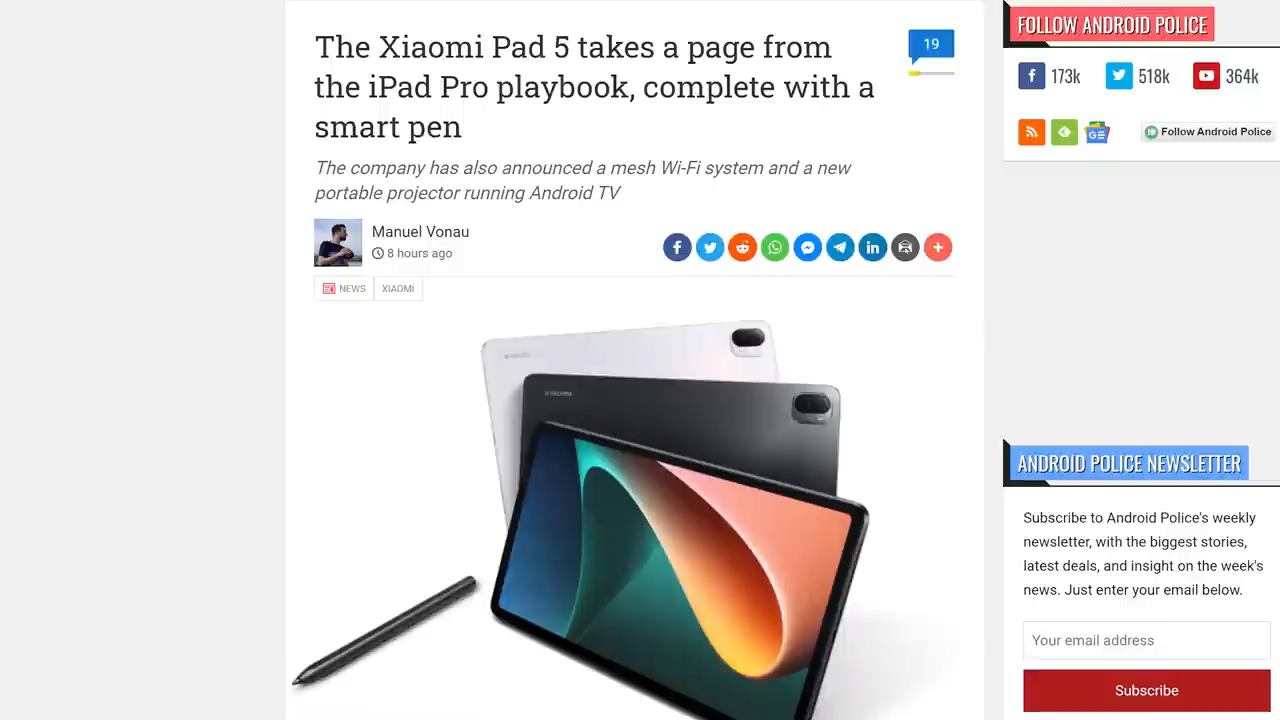 The Xiaomi Pad 5 takes a page from
the iPad Pro playbook, complete with a
smart pen
19
The company has also announced a mesh Wi-Fi system and a new
portable projector running Android TV
Manuel Vonau
8 hours ago
NEWS
XIAOMI
FOLLOW ANDROID POLICE
173k
518k
364k
GE
Follow Android Police
ANDROID POLICE NEWSLETTER
Subscribe to Android Police's weekly
newsletter, with the biggest stories,
latest deals, and insight on the week's
news. Just enter your email below.
Your email address
Subscribe